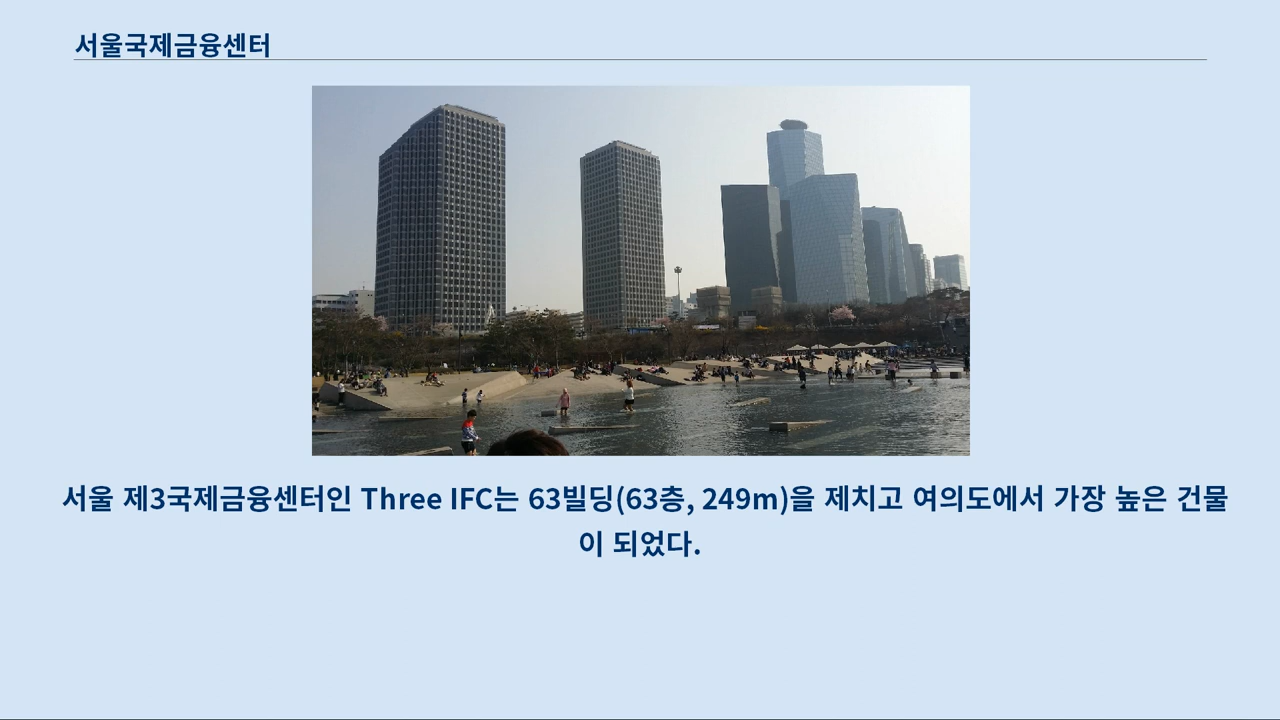 서울국제금융센터
서울 제3국제금융센터인 Three IFC는 63빌딩(63층, 249m)을 제치고 여의도에서 가장 높은 건물
이 되었다.